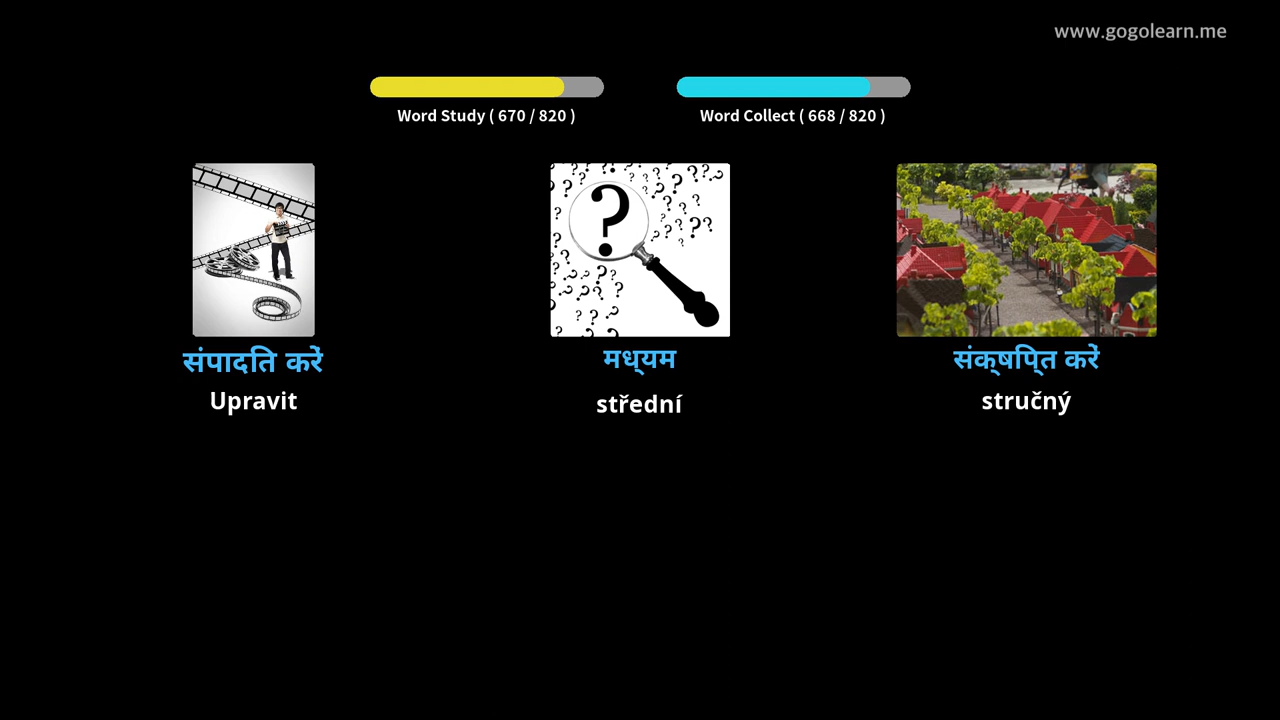 www.gogolearn.me
Word Study ( 670 / 820 )
Word Collect ( 668 / 820 )
संपादति करें
मध्‌यम
संक्‌षपि्त करें
Upravit
střední
stručný